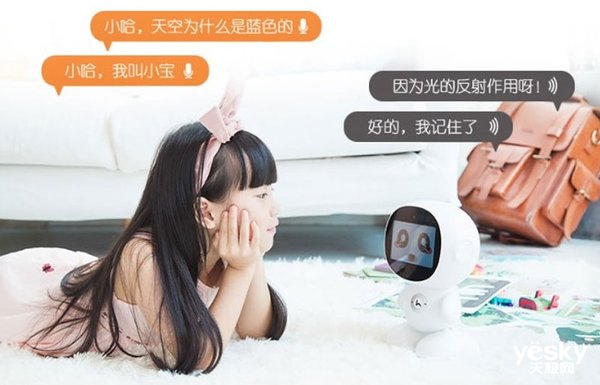 小哈，天空为什么是蓝色的
小哈，我叫小宝
因为光的反射作用呀！
好的，我记住了
yesky
天极网